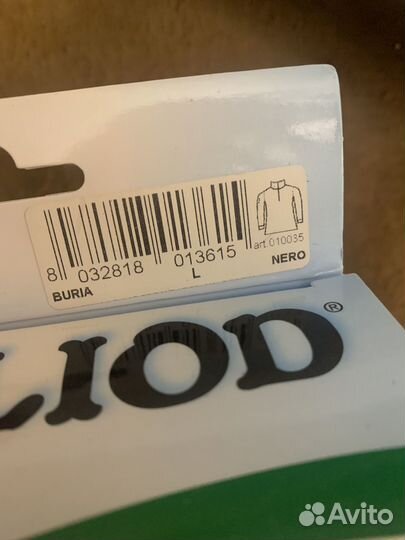 8 032818 013615
art.010035
BURIA L NERO
LIOD®
Avito